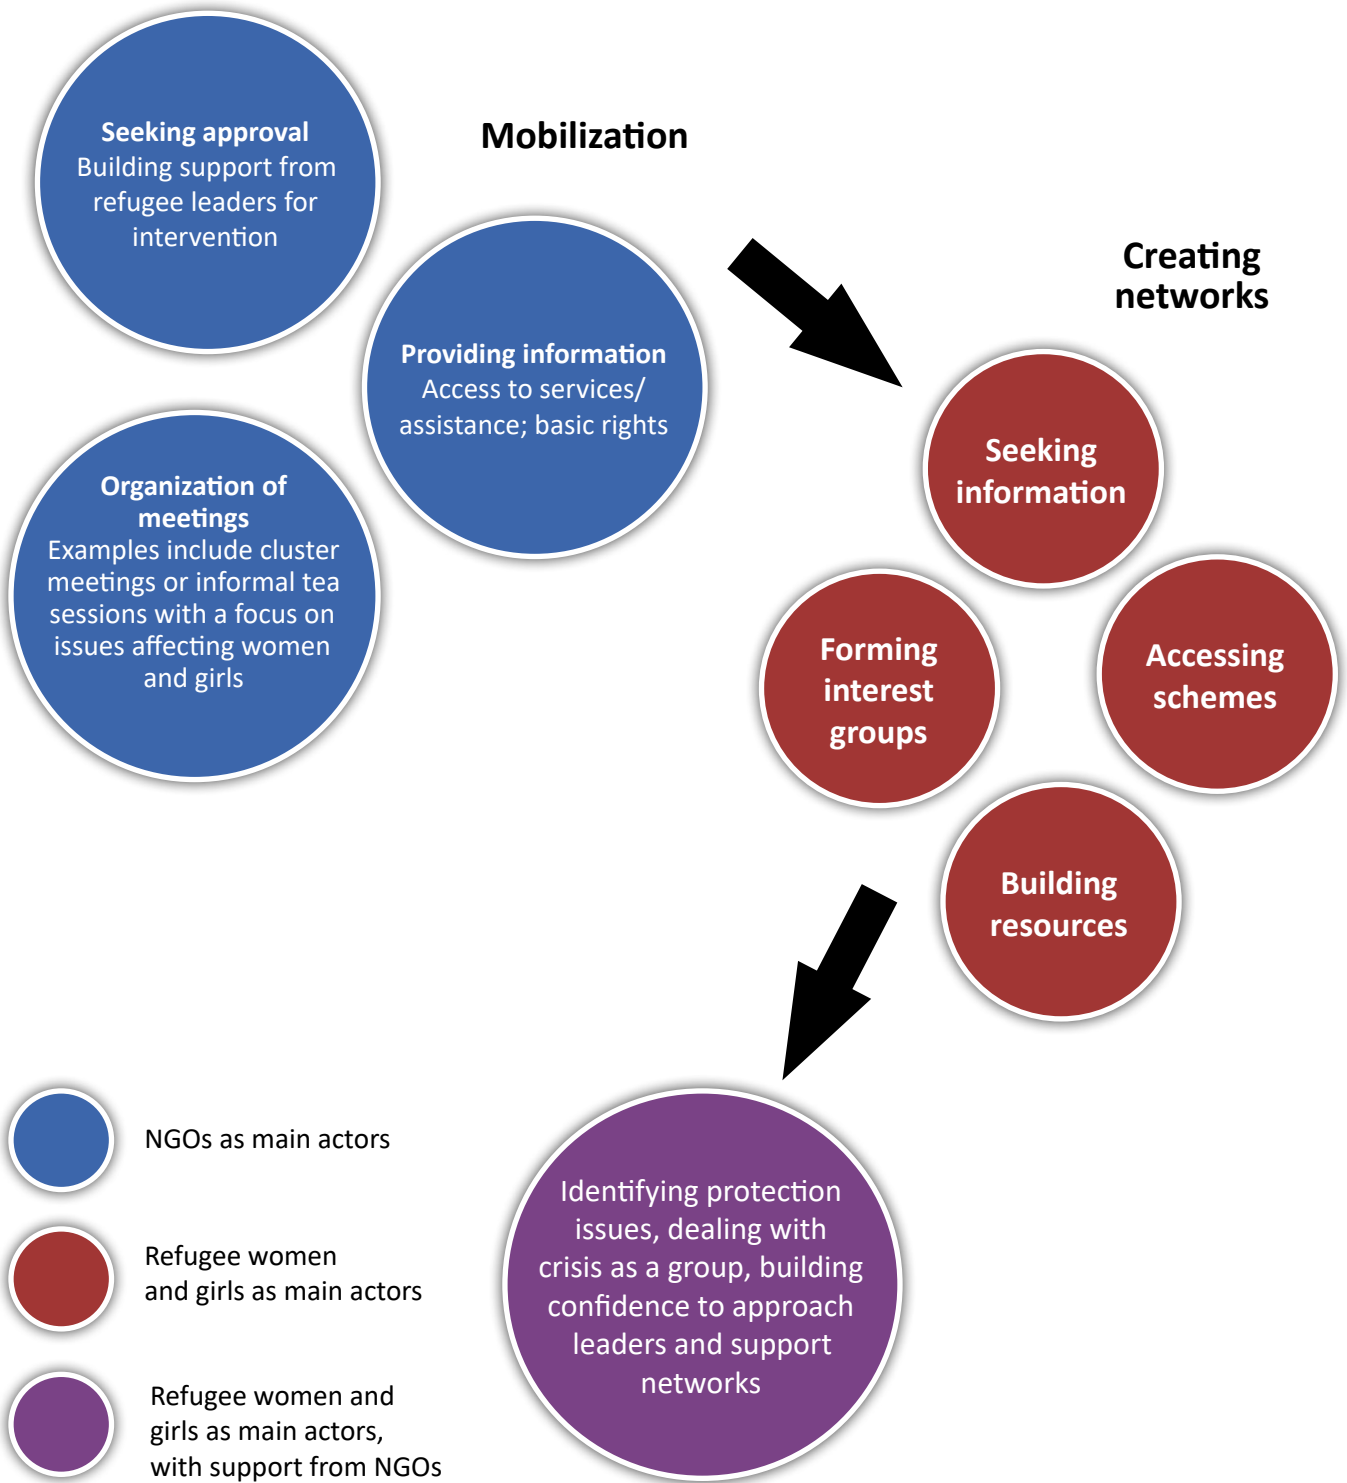 Seeking approval
Building support from
refugee leaders for
intervention
Mobilization
Providing information
Access to services/
assistance; basic rights
Organization of
meetings
Examples include cluster
meetings or informal tea
sessions with a focus on
issues affecting women
and girls
Creating
networks
Seeking
information
Forming
interest
groups
Accessing
schemes
Building
resources
Identifying protection
issues, dealing with
crisis as a group, building
confidence to approach
leaders and support
networks
NGOs as main actors
Refugee women
and girls as main actors
Refugee women and
girls as main actors,
with support from NGOs